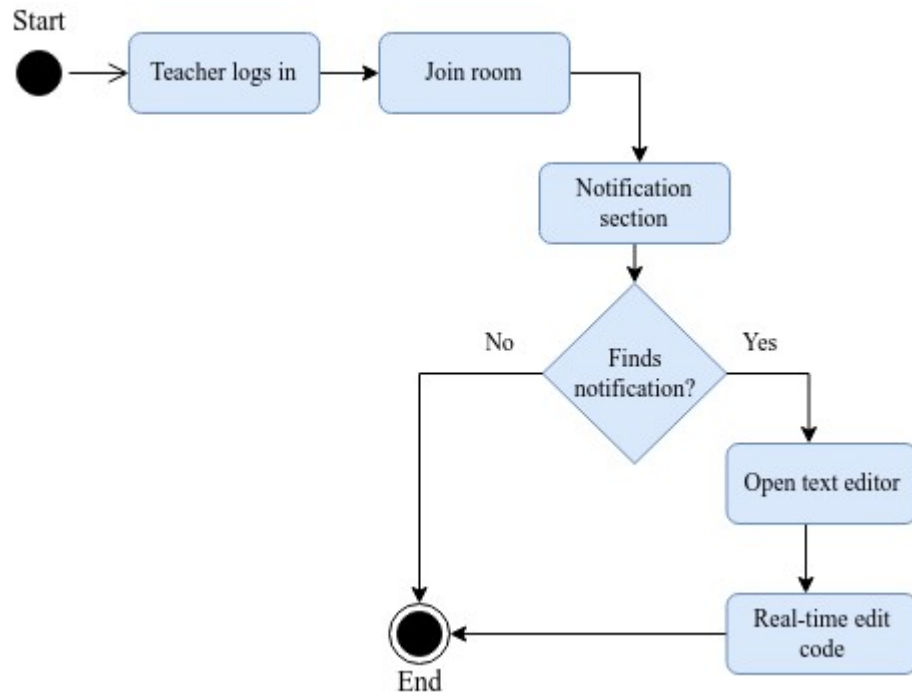 Start
Teacher logs in
Join room
Notification
section
No
Yes
Finds
notification?
Open text editor
Real-time edit
code
End